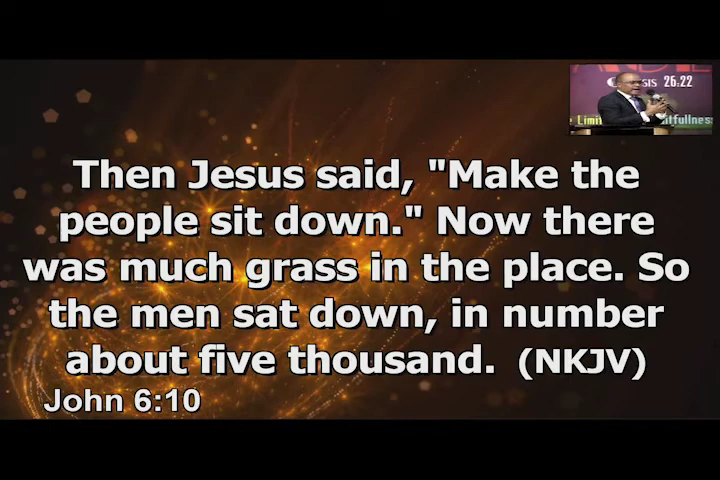 26:22
Then Jesus said, "Make the
people sit down." Now there
was much grass in the place. So
the men sat down, in number
about five thousand. (NKJV)
John 6:10